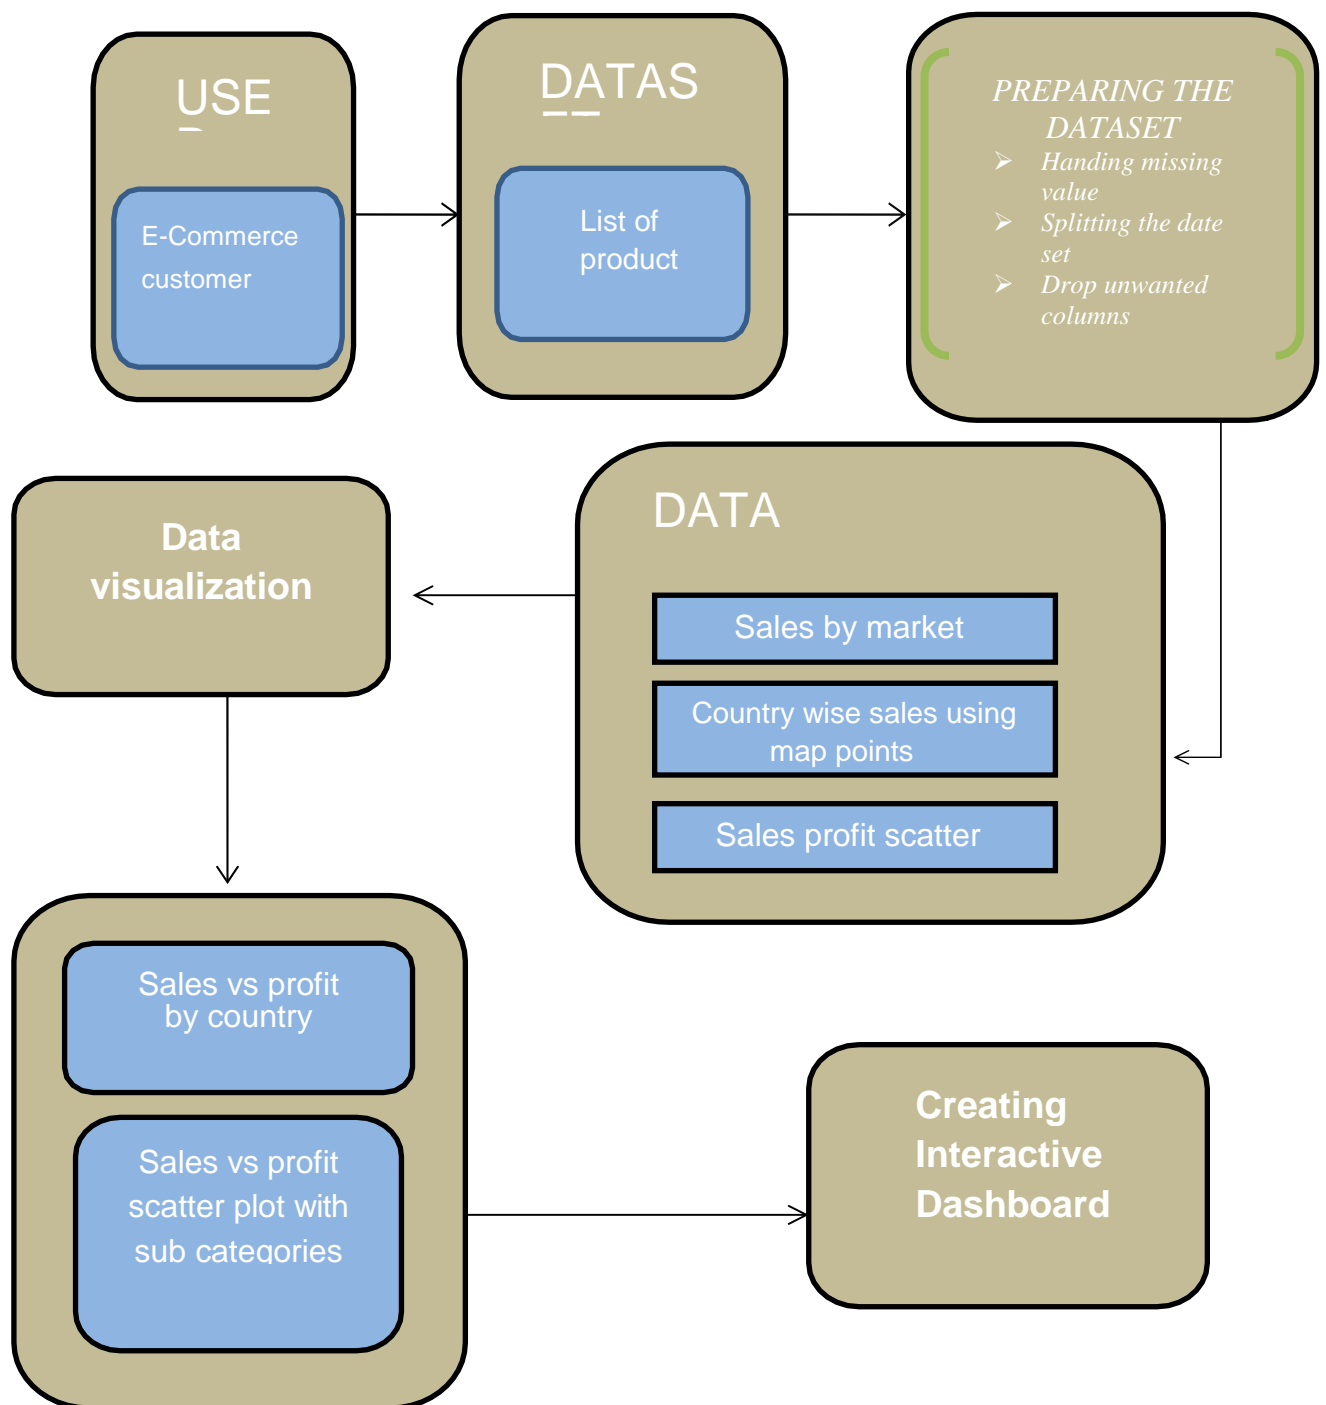 USE
E-Commerce
customer
DATAS
List of
product
PREPARING THE
DATASET
➢ Handing missing
value
➢ Splitting the date
set
➢ Drop unwanted
columns
DATA
Sales by market
Country wise sales using
map points
Sales profit scatter
Data
visualization
Sales vs profit
by country
Sales vs profit
scatter plot with
sub categories
Creating
Interactive
Dashboard